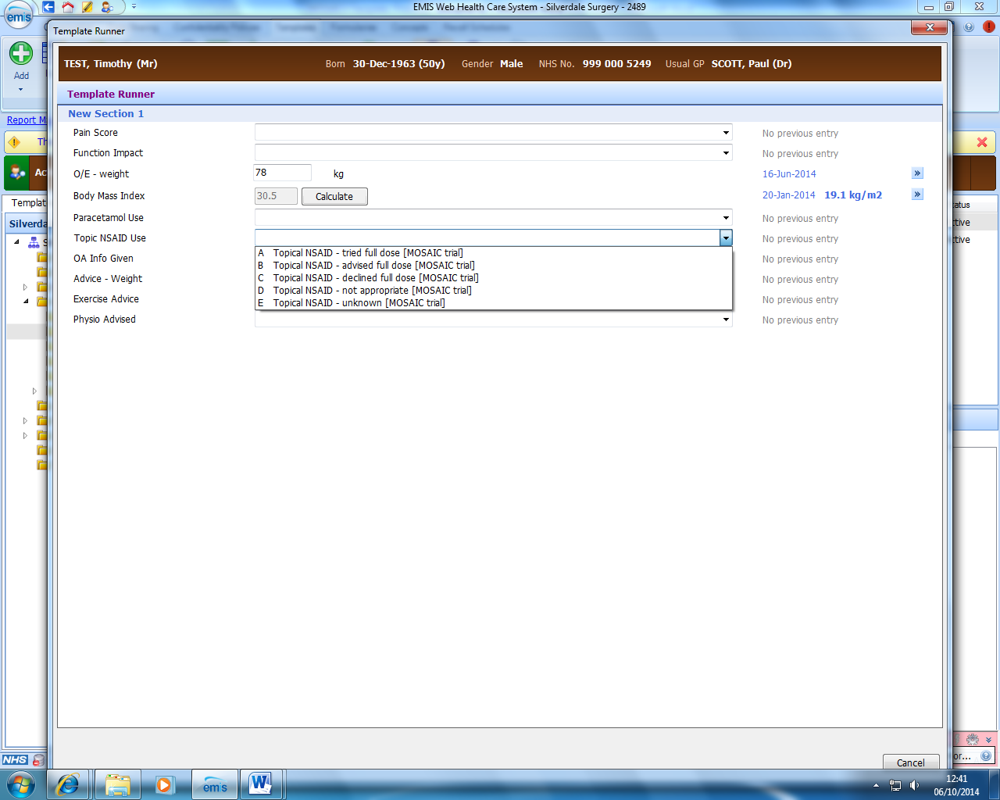 EMIS Web Health Care System - Silverdale Surgery - 2489
emis
Template Runner
Add
TEST, Timothy (Mr) Born 30-Dec-1963 (50y) Gender Male NHS No. 999 000 5249 Usual GP SCOTT, Paul (Dr)
Template Runner
Report M
New Section 1
Pain Score No previous entry
Th
Function Impact No previous entry
Ac
O/E - weight 78 kg 16-Jun-2014
Body Mass Index 30.5 Calculate 20-Jan-2014 19.1 kg/m2
Templat
atus
Paracetamol Use No previous entry
Silverda
ctive
Topic NSAID Use No previous entry
ctive
A Topical NSAID - tried full dose [MOSAIC trial]
OA Info Given No previous entry
B Topical NSAID - advised full dose [MOSAIC trial]
Advice - Weight No previous entry
C Topical NSAID - declined full dose [MOSAIC trial]
D Topical NSAID - not appropriate [MOSAIC trial]
Exercise Advice No previous entry
E Topical NSAID - unknown [MOSAIC trial]
Physio Advised No previous entry
NHS
or...
Cancel
emis
W
12:41
06/10/2014